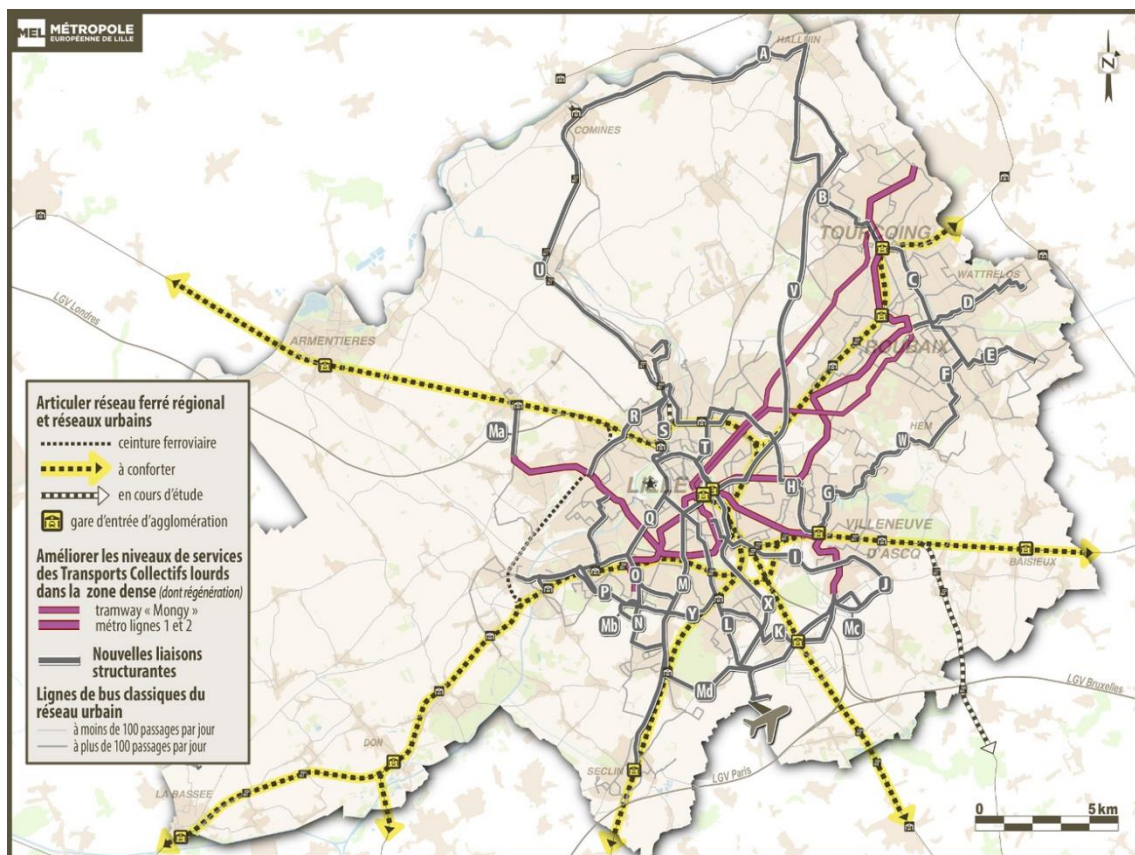 MEL MÉTROPOLE
EUROPÉENNE DE LILLE
N
HALLUIN
A
COMINES
B
TOURCOING
U
V
C
WATTRELOS
D
LGV Londres
ARMENTIERES
ROUBAIX
E
F
R
Ma
S
T
HEM
W
LILLE
H
G
Q
VILLENEUVE
D'ASCQ
BAISIEUX
I
O
M
P
J
X
Mb
N
Y
L
K
Mc
Md
LGV Bruxelles
DON
SECLIN
LGV Paris
LA BASSEE
0 5 km
Articuler réseau ferré régional
et réseaux urbains
ceinture ferroviaire
à conforter
en cours d'étude
gare d'entrée d'agglomération
Améliorer les niveaux de services
des Transports Collectifs lourds
dans la zone dense (dont régénération)
tramway « Mongy »
métro lignes 1 et 2
Nouvelles liaisons
structurantes
Lignes de bus classiques du
réseau urbain
à moins de 100 passages par jour
à plus de 100 passages par jour